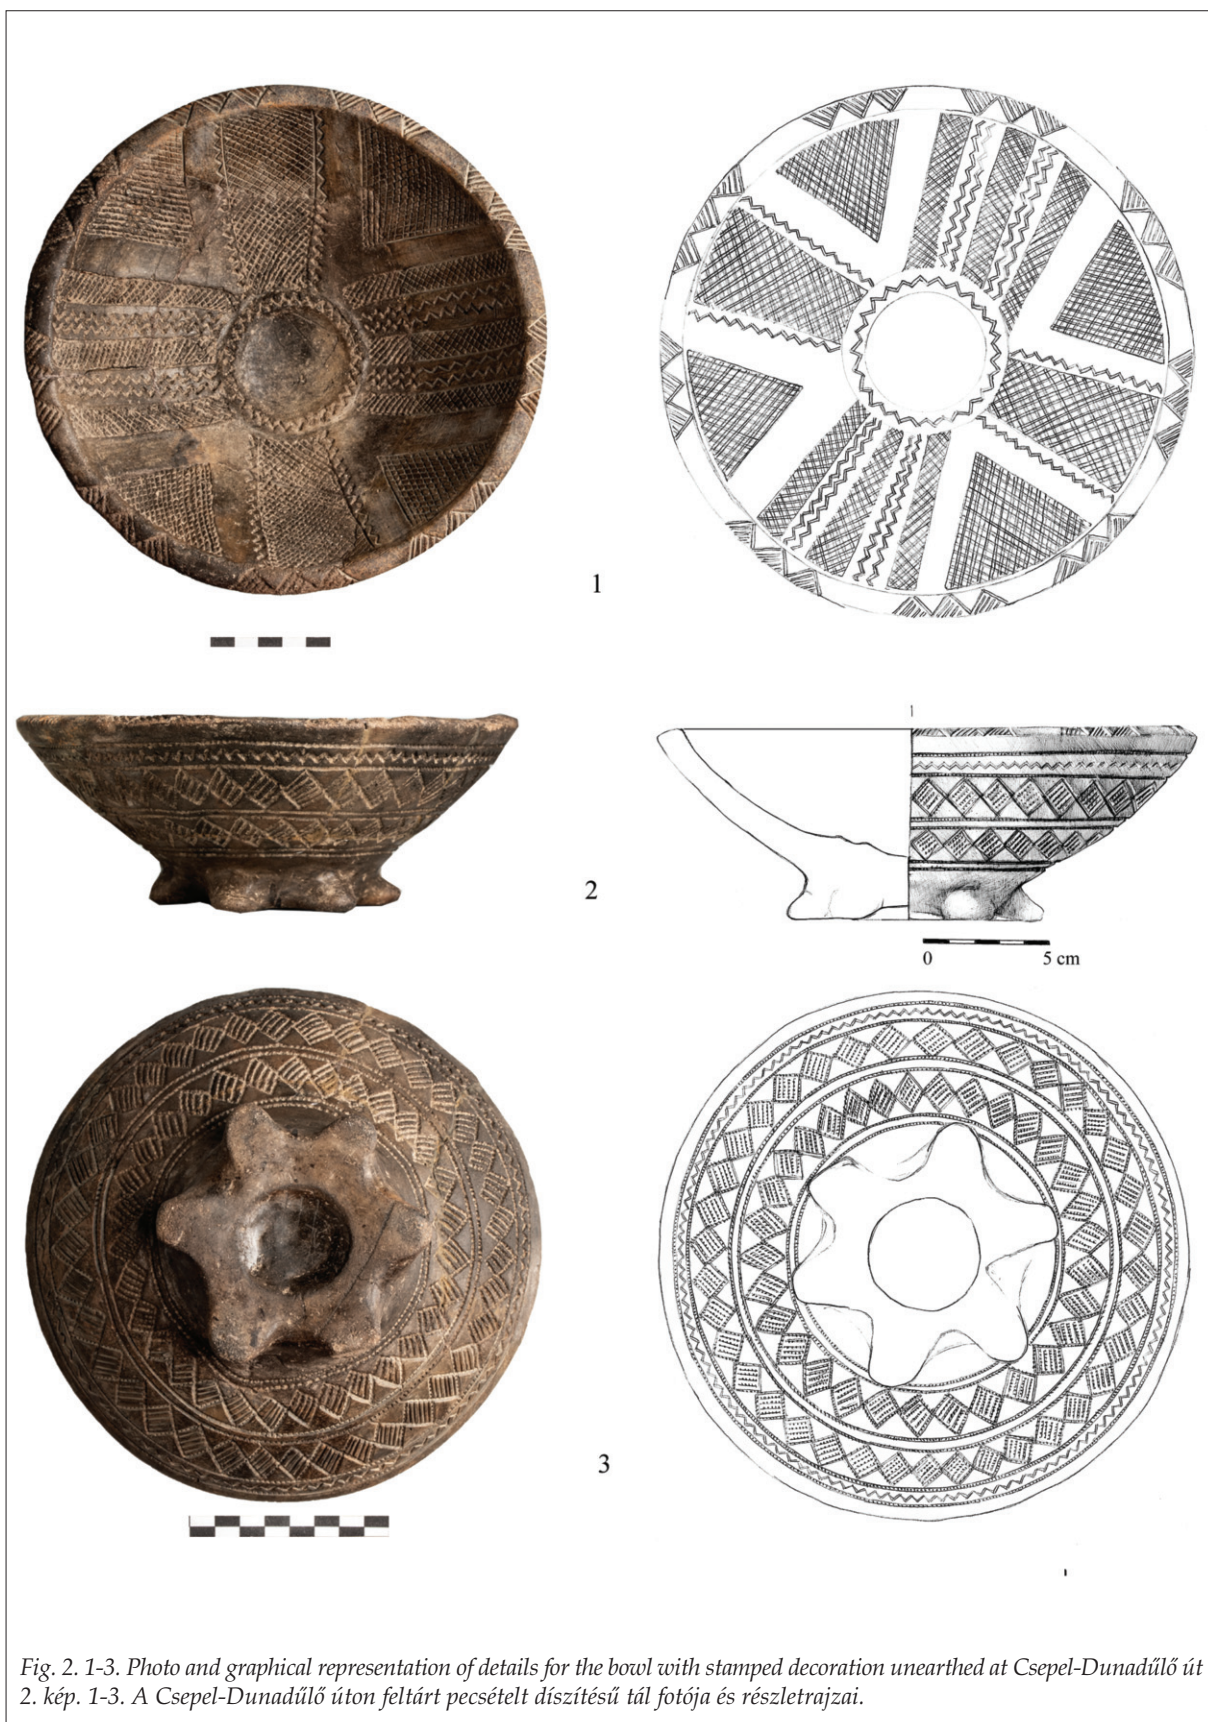 1
2
0 5 cm
3
Fig. 2. 1-3. Photo and graphical representation of details for the bowl with stamped decoration unearthed at Csepel-Dunadűlő út
2. kép. 1-3. A Csepel-Dunadűlő úton feltárt pecsételt díszítésű tál fotója és részletrajzai.